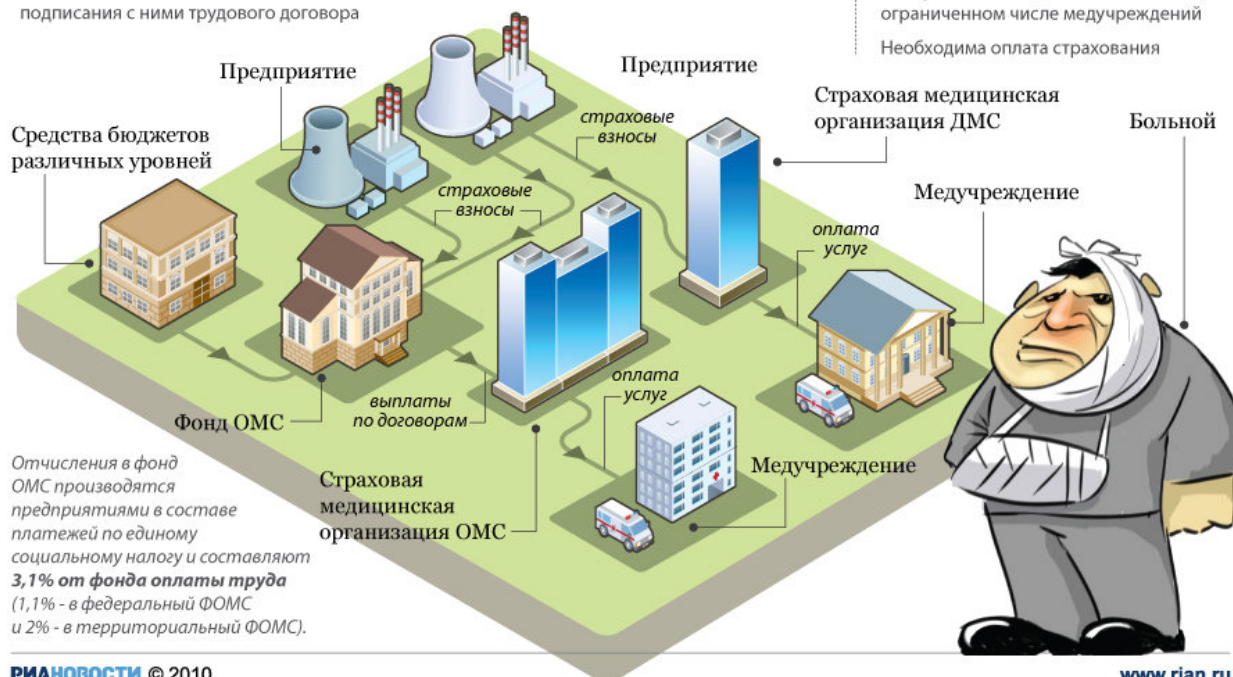 подписания с ними трудового договора
ограниченном числе медучреждений
Необходима оплата страхования
Предприятие
Предприятие
Страховая медицинская
организация ДМС
Больной
Средства бюджетов
различных уровней
страховые
взносы
Медучреждение
страховые
взносы
оплата
услуг
оплата
услуг
выплаты
по договорам
Фонд ОМС
Страховая
медицинская
организация ОМС
Медучреждение
Отчисления в фонд
ОМС производятся
предприятиями в составе
платежей по единому
социальному налогу и составляют
3,1% от фонда оплаты труда
(1,1% - в федеральный ФОМС
и 2% - в территориальный ФОМС).
РИАНОВОСТИ © 2010
www.rian.ru